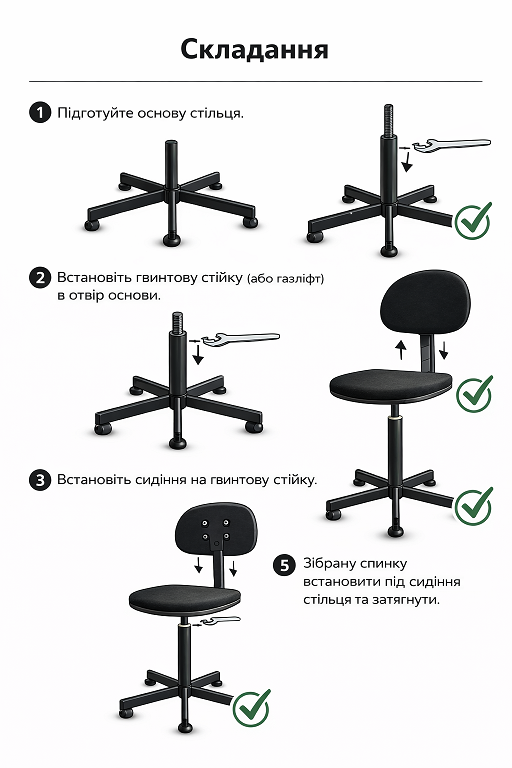 Складання
1 Підготуйте основу стільця.
2 Встановіть гвинтову стійку (або газліфт)
в отвір основи.
3 Встановіть сидіння на гвинтову стійку.
5 Зібрану спинку
встановити під сидіння
стільця та затягнути.